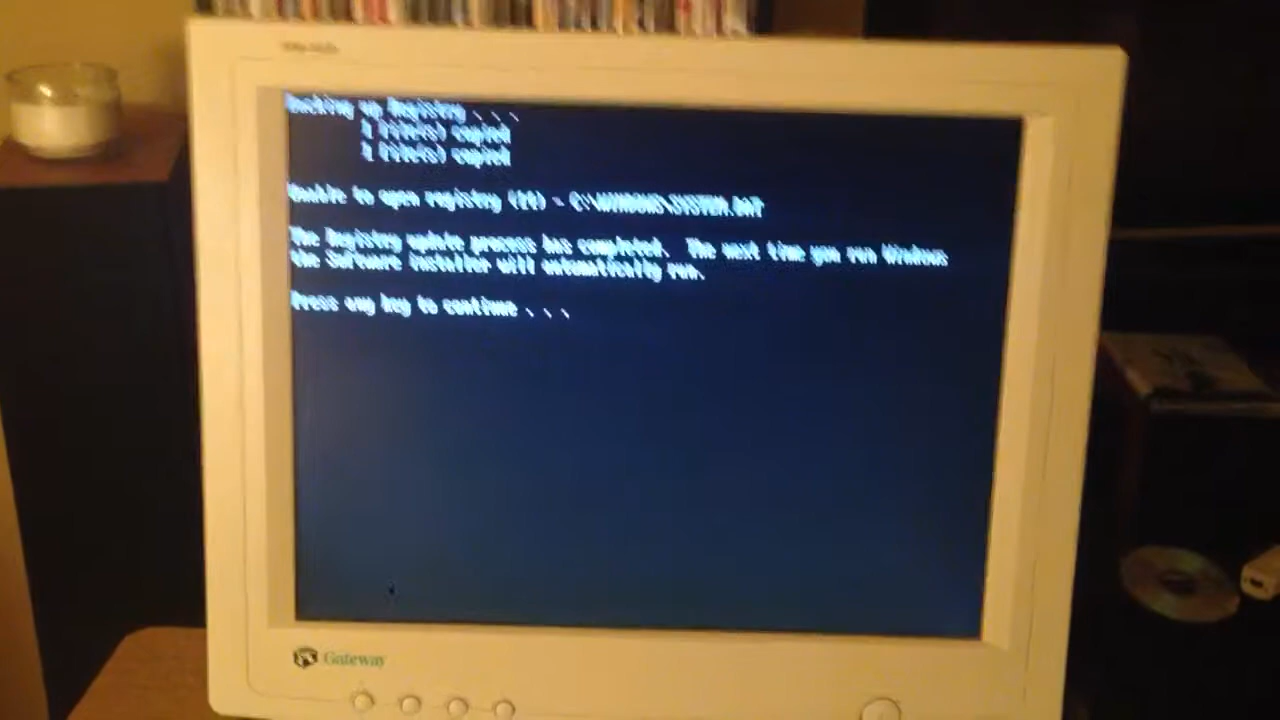 Backing up Registry . . .
1 file(s) copied
1 file(s) copied
Unable to open registry (14) - C:\WINDOWS\SYSTEM.DAT
The Registry update process has completed.  The next time you run Windows
the Software Installer will automatically run.
Press any key to continue . . .
Gateway